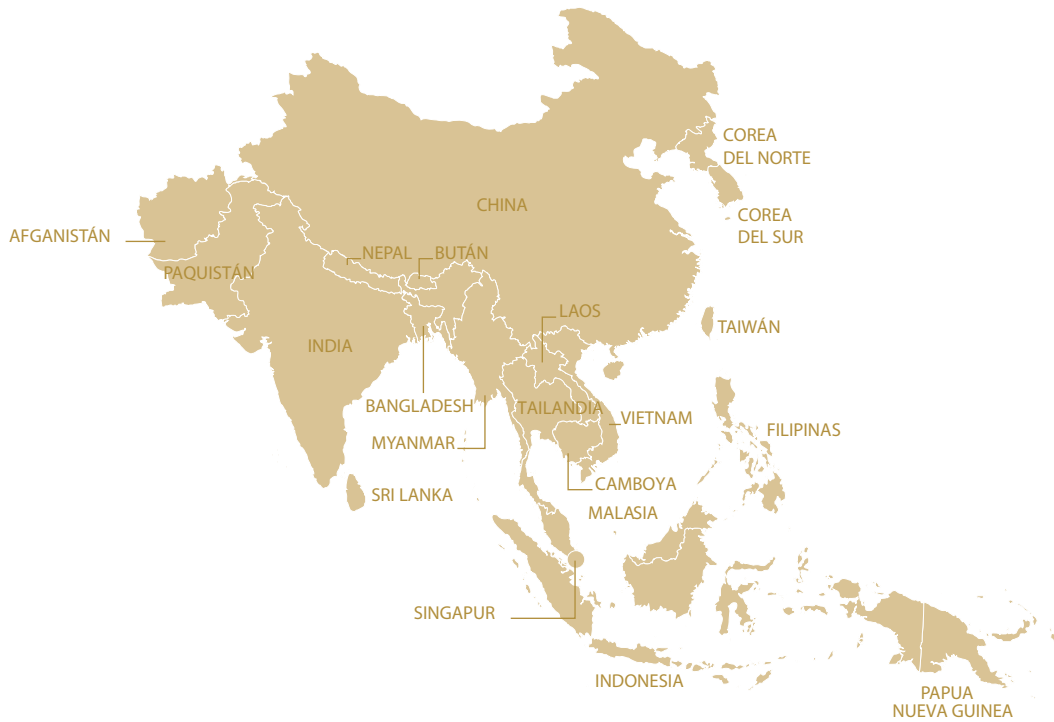 COREA
DEL NORTE
CHINA
COREA
DEL SUR
AFGANISTÁN
NEPAL
BUTÁN
PAQUISTÁN
LAOS
TAIWÁN
INDIA
BANGLADESH
TAILANDIA
VIETNAM
MYANMAR
FILIPINAS
CAMBOYA
SRI LANKA
MALASIA
SINGAPUR
INDONESIA
PAPUA
NUEVA GUINEA